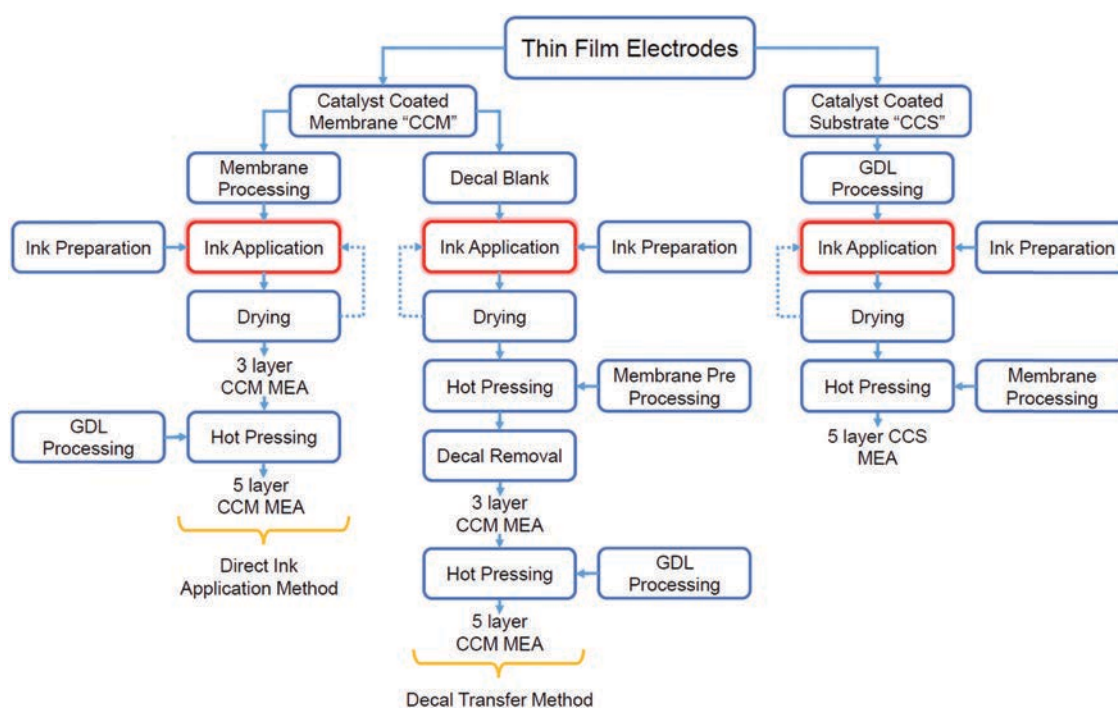 Thin Film Electrodes
Catalyst Coated
Membrane “CCM”
Catalyst Coated
Substrate “CCS”
Membrane
Processing
Decal Blank
GDL
Processing
Ink Preparation
Ink Application
Ink Application
Ink Preparation
Ink Application
Ink Preparation
Drying
Drying
Drying
3 layer
CCM MEA
Hot Pressing
Membrane Pre
Processing
Hot Pressing
Membrane
Processing
GDL
Processing
Hot Pressing
Decal Removal
5 layer CCS
MEA
5 layer
CCM MEA
3 layer
CCM MEA
Direct Ink
Application Method
Hot Pressing
GDL
Processing
5 layer
CCM MEA
Decal Transfer Method